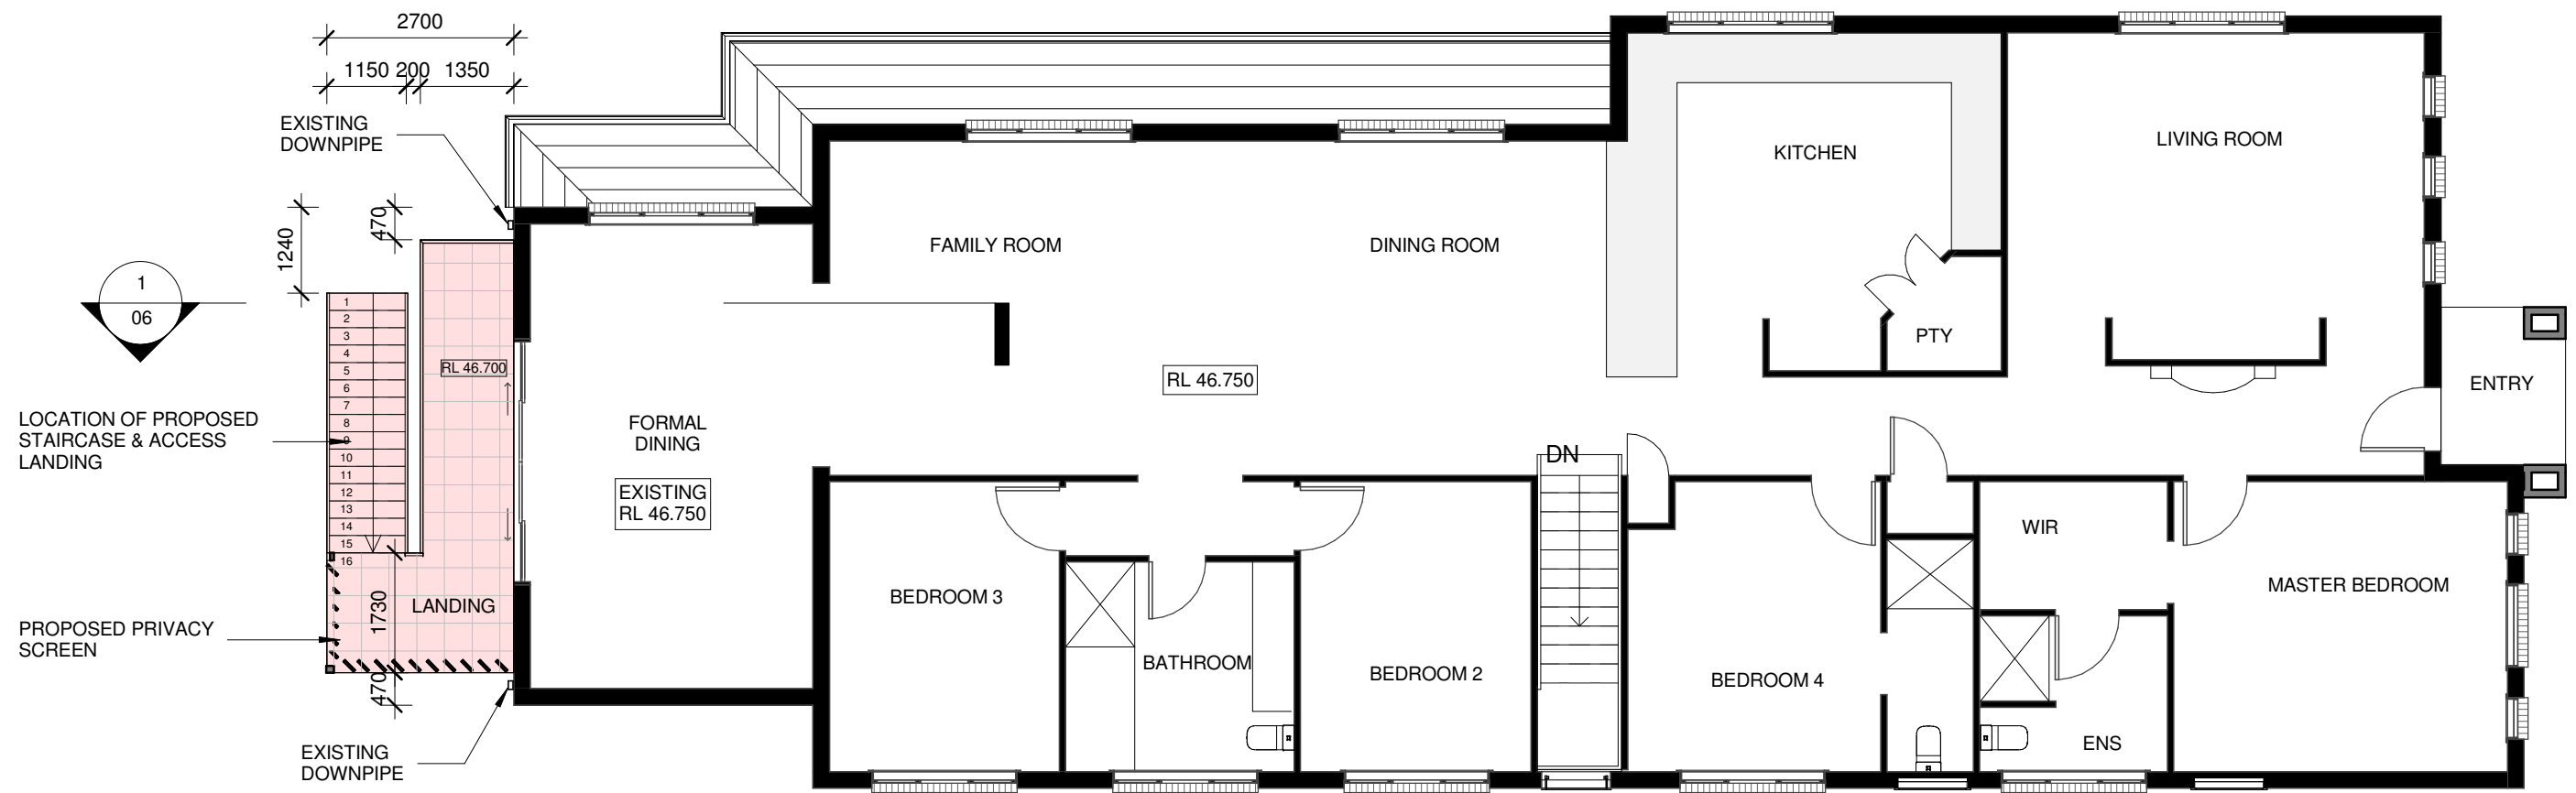 2700
1150 200 1350
EXISTING
DOWNPIPE
470
1240
1
06
1
2
3
4
5
6
7
8
9
10
11
12
13
14
15
16
RL 46.700
LOCATION OF PROPOSED
STAIRCASE & ACCESS
LANDING
PROPOSED PRIVACY
SCREEN
LANDING
1730
470
EXISTING
DOWNPIPE
FORMAL
DINING
EXISTING
RL 46.750
FAMILY ROOM
DINING ROOM
RL 46.750
KITCHEN
PTY
LIVING ROOM
ENTRY
DN
BEDROOM 3
BATHROOM
BEDROOM 2
BEDROOM 4
WIR
ENS
MASTER BEDROOM